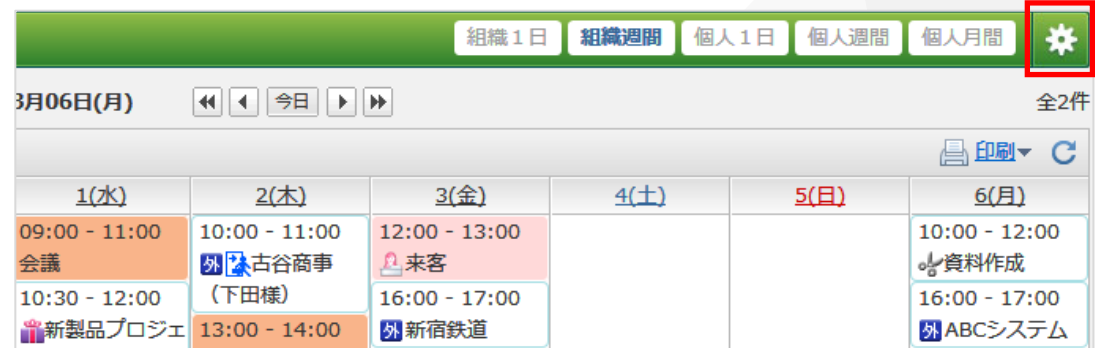 組織1日 組織週間 個人1日 個人週間 個人月間
3月06日(月) 今日 全2件
印刷
1(水) 2(木) 3(金) 4(土) 5(日) 6(月)
09:00 - 11:00
会議
10:30 - 12:00
新製品プロジェ
10:00 - 11:00
外 古谷商事
(下田様)
13:00 - 14:00
12:00 - 13:00
来客
16:00 - 17:00
外 新宿鉄道
10:00 - 12:00
資料作成
16:00 - 17:00
外 ABCシステム